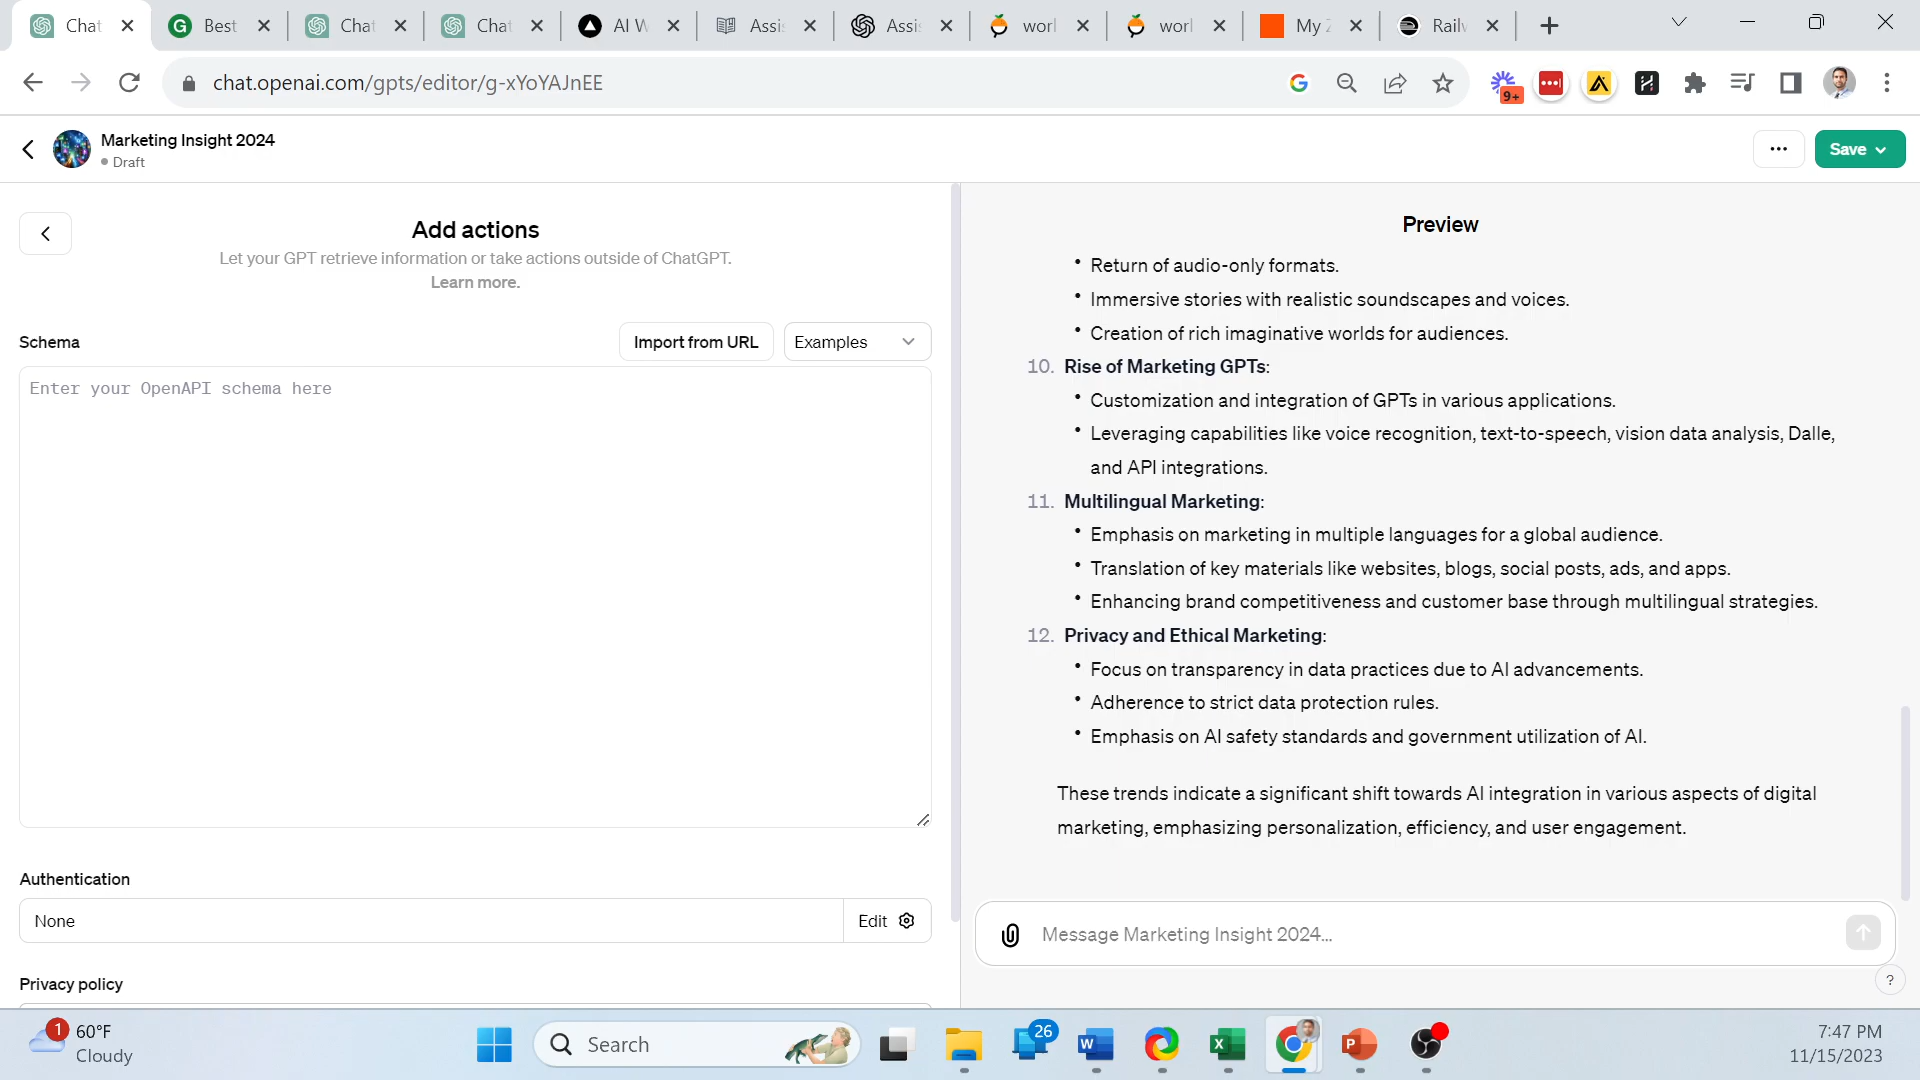 Chat
Best
Chat
Chat
AI W
Assis
Assis
work
work
My Z
Railw
chat.openai.com/gpts/editor/g-xYoYAJnEE
9+
Marketing Insight 2024
Draft
Save
Add actions
Let your GPT retrieve information or take actions outside of ChatGPT.
Learn more.
Schema
Import from URL
Examples
Enter your OpenAPI schema here
Authentication
None
Edit
Privacy policy
Preview
• Return of audio-only formats.
• Immersive stories with realistic soundscapes and voices.
• Creation of rich imaginative worlds for audiences.
10. Rise of Marketing GPTs:
• Customization and integration of GPTs in various applications.
• Leveraging capabilities like voice recognition, text-to-speech, vision data analysis, Dalle,
and API integrations.
11. Multilingual Marketing:
• Emphasis on marketing in multiple languages for a global audience.
• Translation of key materials like websites, blogs, social posts, ads, and apps.
• Enhancing brand competitiveness and customer base through multilingual strategies.
12. Privacy and Ethical Marketing:
• Focus on transparency in data practices due to AI advancements.
• Adherence to strict data protection rules.
• Emphasis on AI safety standards and government utilization of AI.
These trends indicate a significant shift towards AI integration in various aspects of digital
marketing, emphasizing personalization, efficiency, and user engagement.
Message Marketing Insight 2024...
?
1
60°F
Cloudy
Search
26
7:47 PM
11/15/2023